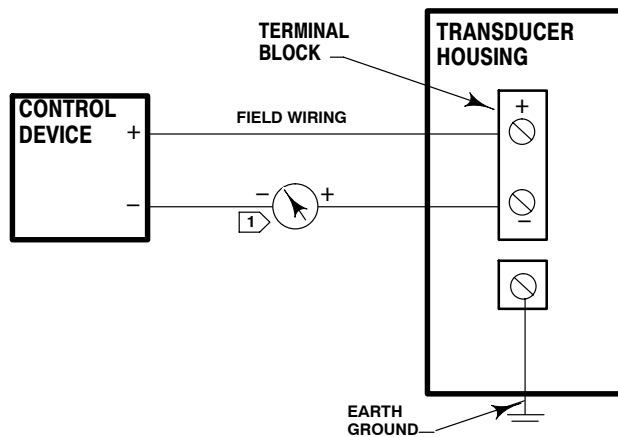 TERMINAL
BLOCK
TRANSDUCER
HOUSING
CONTROL
DEVICE
+
FIELD WIRING
+
−
1
−
+
−
EARTH
GROUND